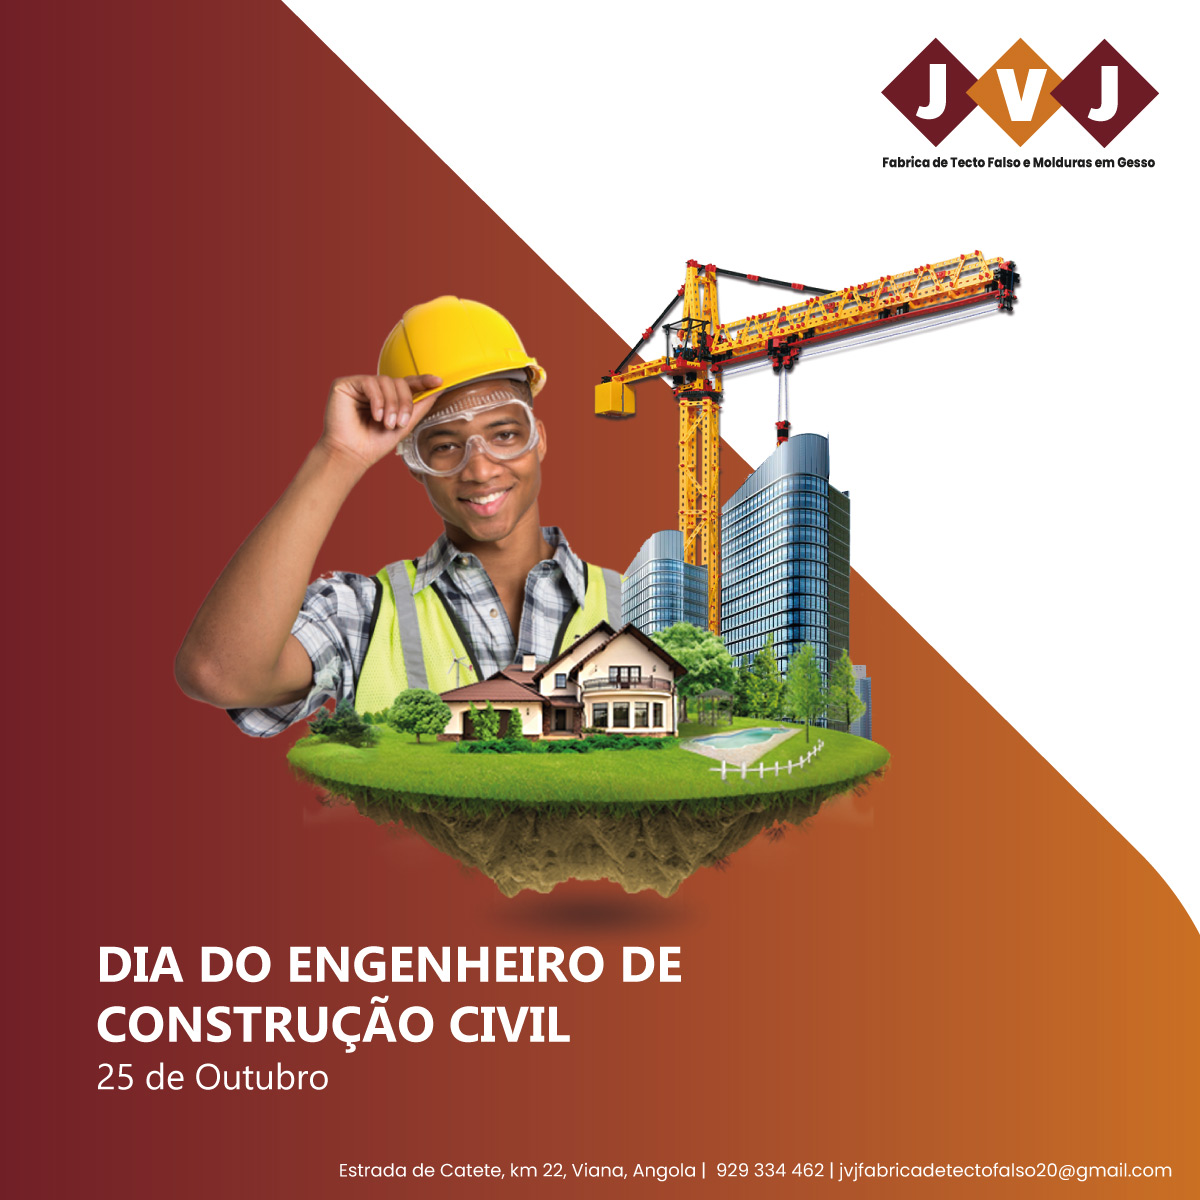 JVJ
Fabrica de Tecto Falso e Molduras em Gesso
DIA DO ENGENHEIRO DE
CONSTRUÇÃO CIVIL
25 de Outubro
Estrada de Catete, km 22, Viana, Angola | 929 334 462 | jvjfabricadetectofalso20@gmail.com